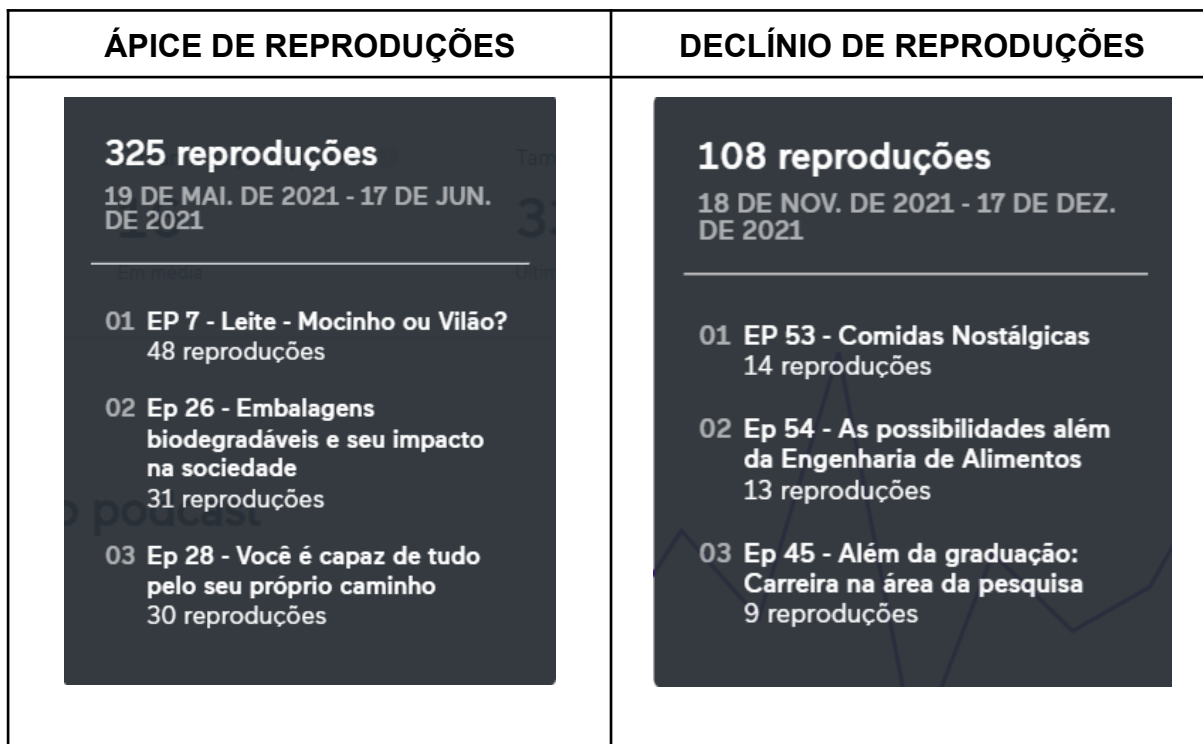 ÁPICE DE REPRODUÇÕES
DECLÍNIO DE REPRODUÇÕES
325 reproduções
19 DE MAI. DE 2021 - 17 DE JUN.
DE 2021
Em média
01 EP 7 - Leite - Mocinho ou Vilão?
48 reproduções
02 Ep 26 - Embalagens
biodegradáveis e seu impacto
na sociedade
31 reproduções
podcast
03 Ep 28 - Você é capaz de tudo
pelo seu próprio caminho
30 reproduções
108 reproduções
18 DE NOV. DE 2021 - 17 DE DEZ.
DE 2021
01 EP 53 - Comidas Nostálgicas
14 reproduções
02 Ep 54 - As possibilidades além
da Engenharia de Alimentos
13 reproduções
03 Ep 45 - Além da graduação:
Carreira na área da pesquisa
9 reproduções